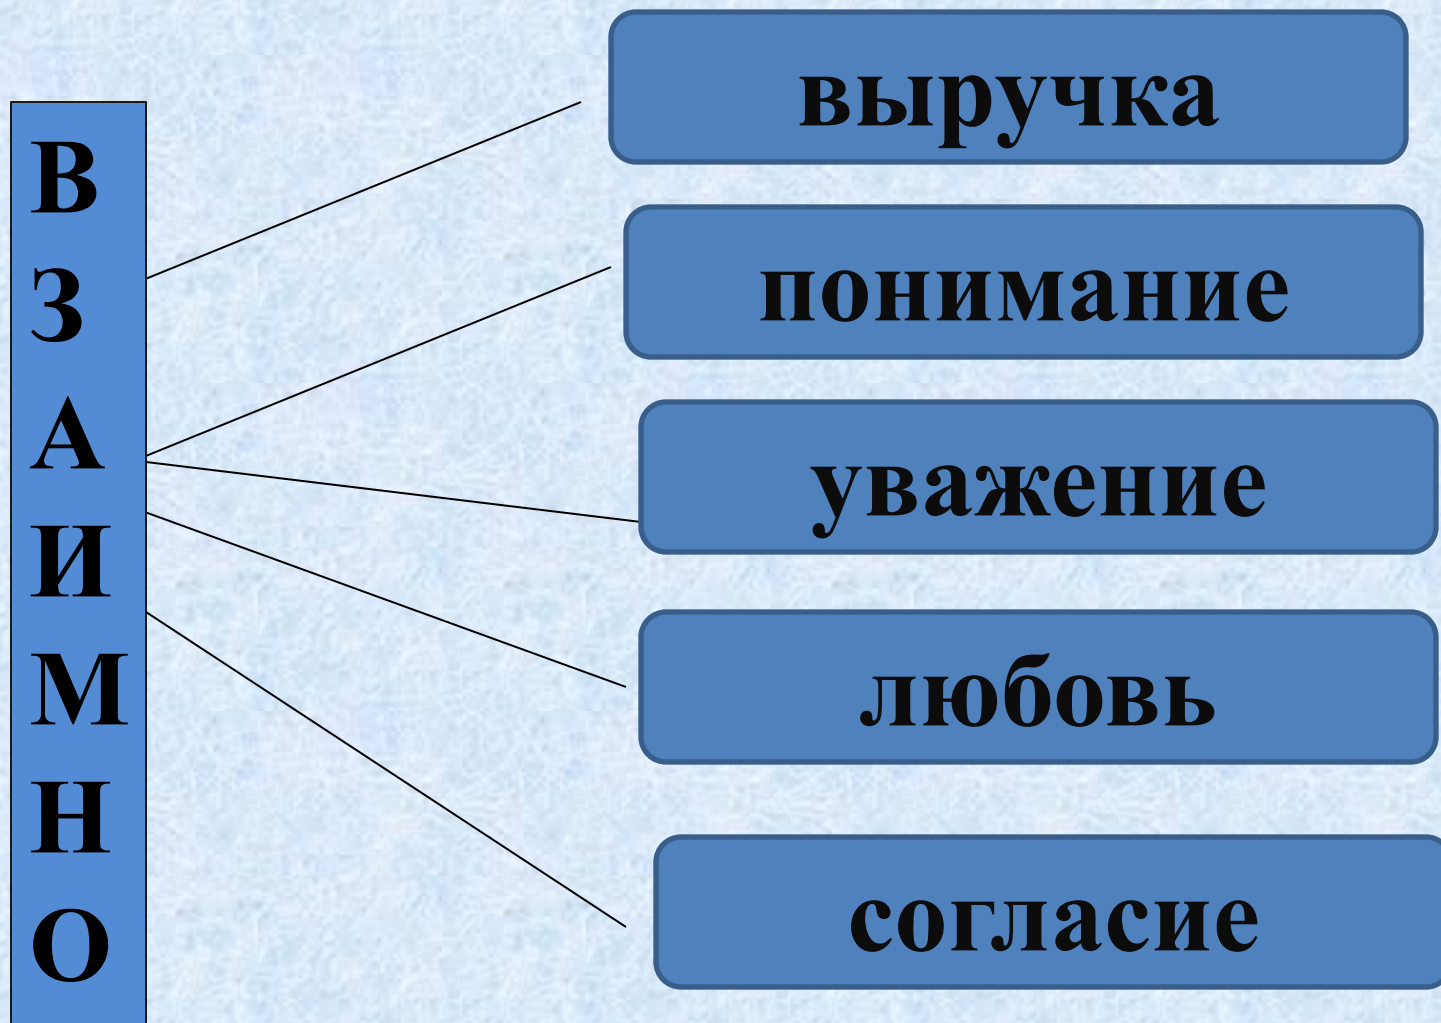 В
З
А
И
М
Н
О
выручка
понимание
уважение
любовь
согласие